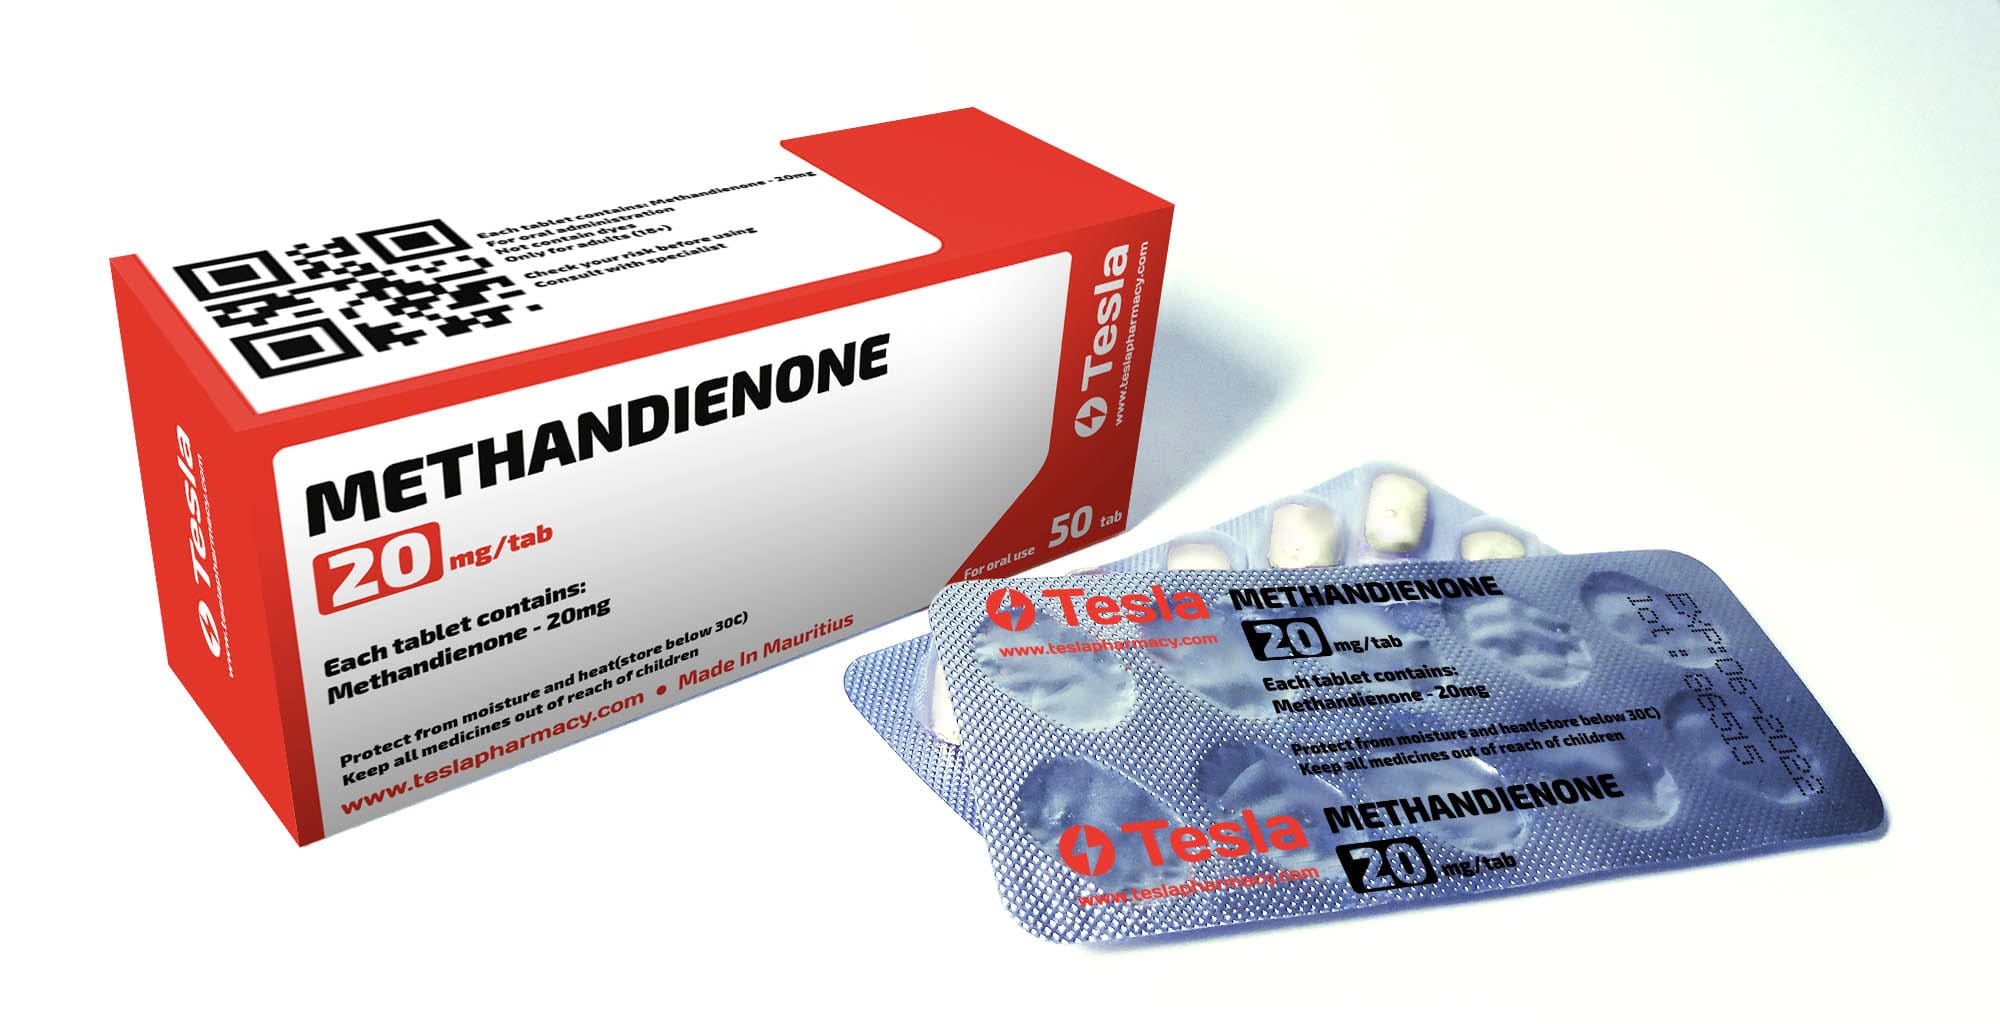 Each tablet contains: Methandienone - 20mg
For oral administration
Not contain dyes
Only for adults (18+)
Check your risk before using
Consult with specialist
Tesla
www.teslapharmacy.com
METHANDIENONE
20 mg/tab
Each tablet contains:
Methandienone - 20mg
Protect from moisture and heat(store below 30C)
Keep all medicines out of reach of children
www.teslapharmacy.com • Made In Mauritius
Tesla
www.teslapharmacy.com
For oral use 50 tab
Tesla
www.teslapharmacy.com
METHANDIENONE
20 mg/tab
Each tablet contains:
Methandienone - 20mg
Protect from moisture and heat(store below 30C)
Keep all medicines out of reach of children
Tesla
www.teslapharmacy.com
METHANDIENONE
20 mg/tab